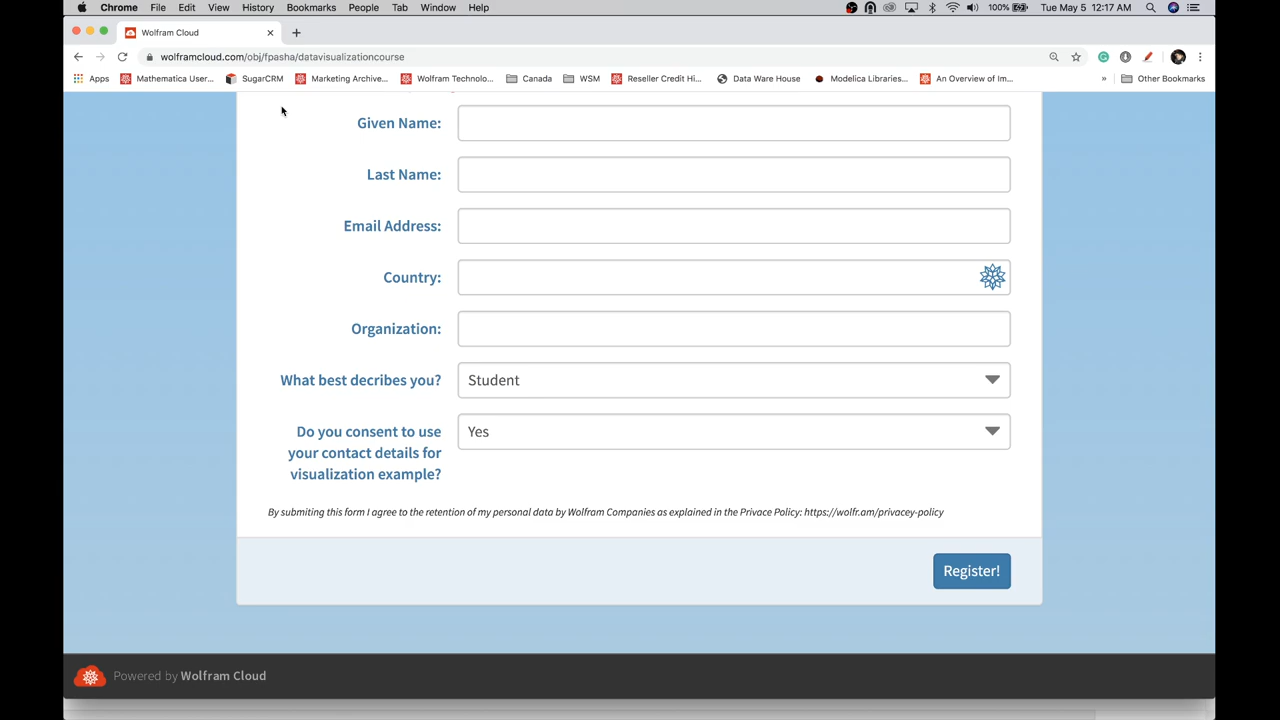 Chrome File Edit View History Bookmarks People Tab Window Help 100% Tue May 5 12:17 AM
Wolfram Cloud
wolframcloud.com/obj/fpasha/datavisualizationcourse
Apps Mathematica User... SugarCRM Marketing Archive... Wolfram Technolo... Canada WSM Reseller Credit Hi... Data Ware House Modelica Libraries... An Overview of Im... » Other Bookmarks
Given Name:
Last Name:
Email Address:
Country:
Organization:
What best decribes you? Student
Do you consent to use Yes
your contact details for
visualization example?
By submiting this form I agree to the retention of my personal data by Wolfram Companies as explained in the Privacy Policy: https://wolfr.am/privacey-policy
Register!
Powered by Wolfram Cloud